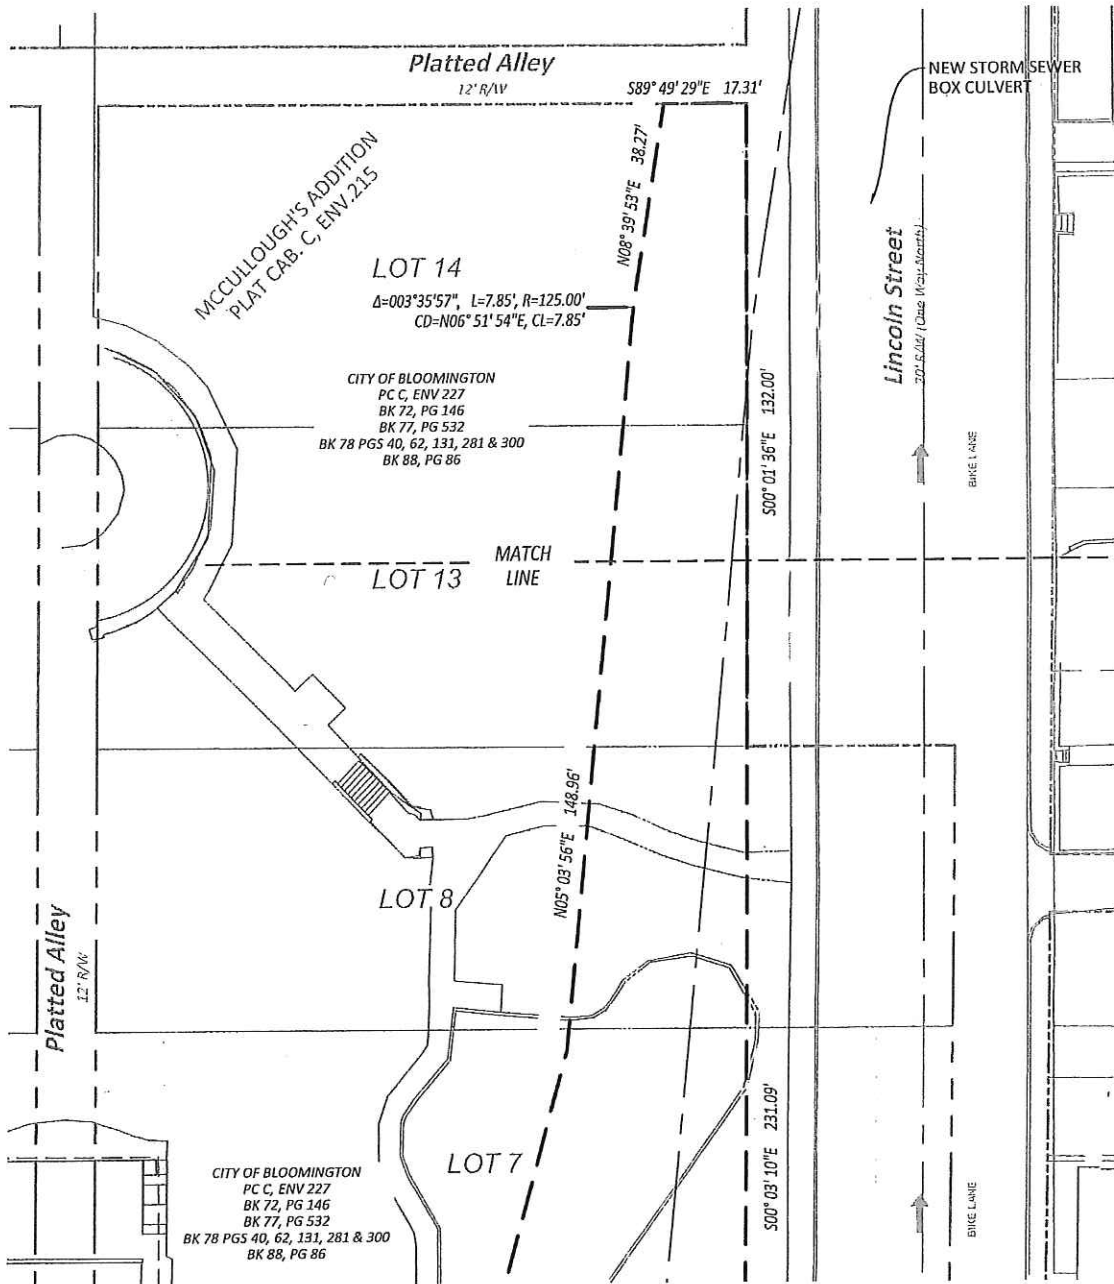 Platted Alley
12' R/W
S89° 49' 29"E 17.31'
NEW STORM SEWER
BOX CULVERT
MCCULLOUGH'S ADDITION
PLAT CAB. C, ENV.215
N08° 39' 53"E 38.27'
LOT 14
Δ=003°35'57", L=7.85', R=125.00'
CD=N06° 51' 54"E, CL=7.85'
Lincoln Street
20' R/W (One Way North)
CITY OF BLOOMINGTON
PC C, ENV 227
BK 72, PG 146
BK 77, PG 532
BK 78 PGS 40, 62, 131, 281 & 300
BK 88, PG 86
S00° 01' 36"E 132.00'
BIKE LANE
MATCH
LINE
LOT 13
N05° 03' 56"E 148.96'
LOT 8
Platted Alley
12' R/W
S00° 03' 10"E 231.09'
LOT 7
CITY OF BLOOMINGTON
PC C, ENV 227
BK 72, PG 146
BK 77, PG 532
BK 78 PGS 40, 62, 131, 281 & 300
BK 88, PG 86
BIKE LANE